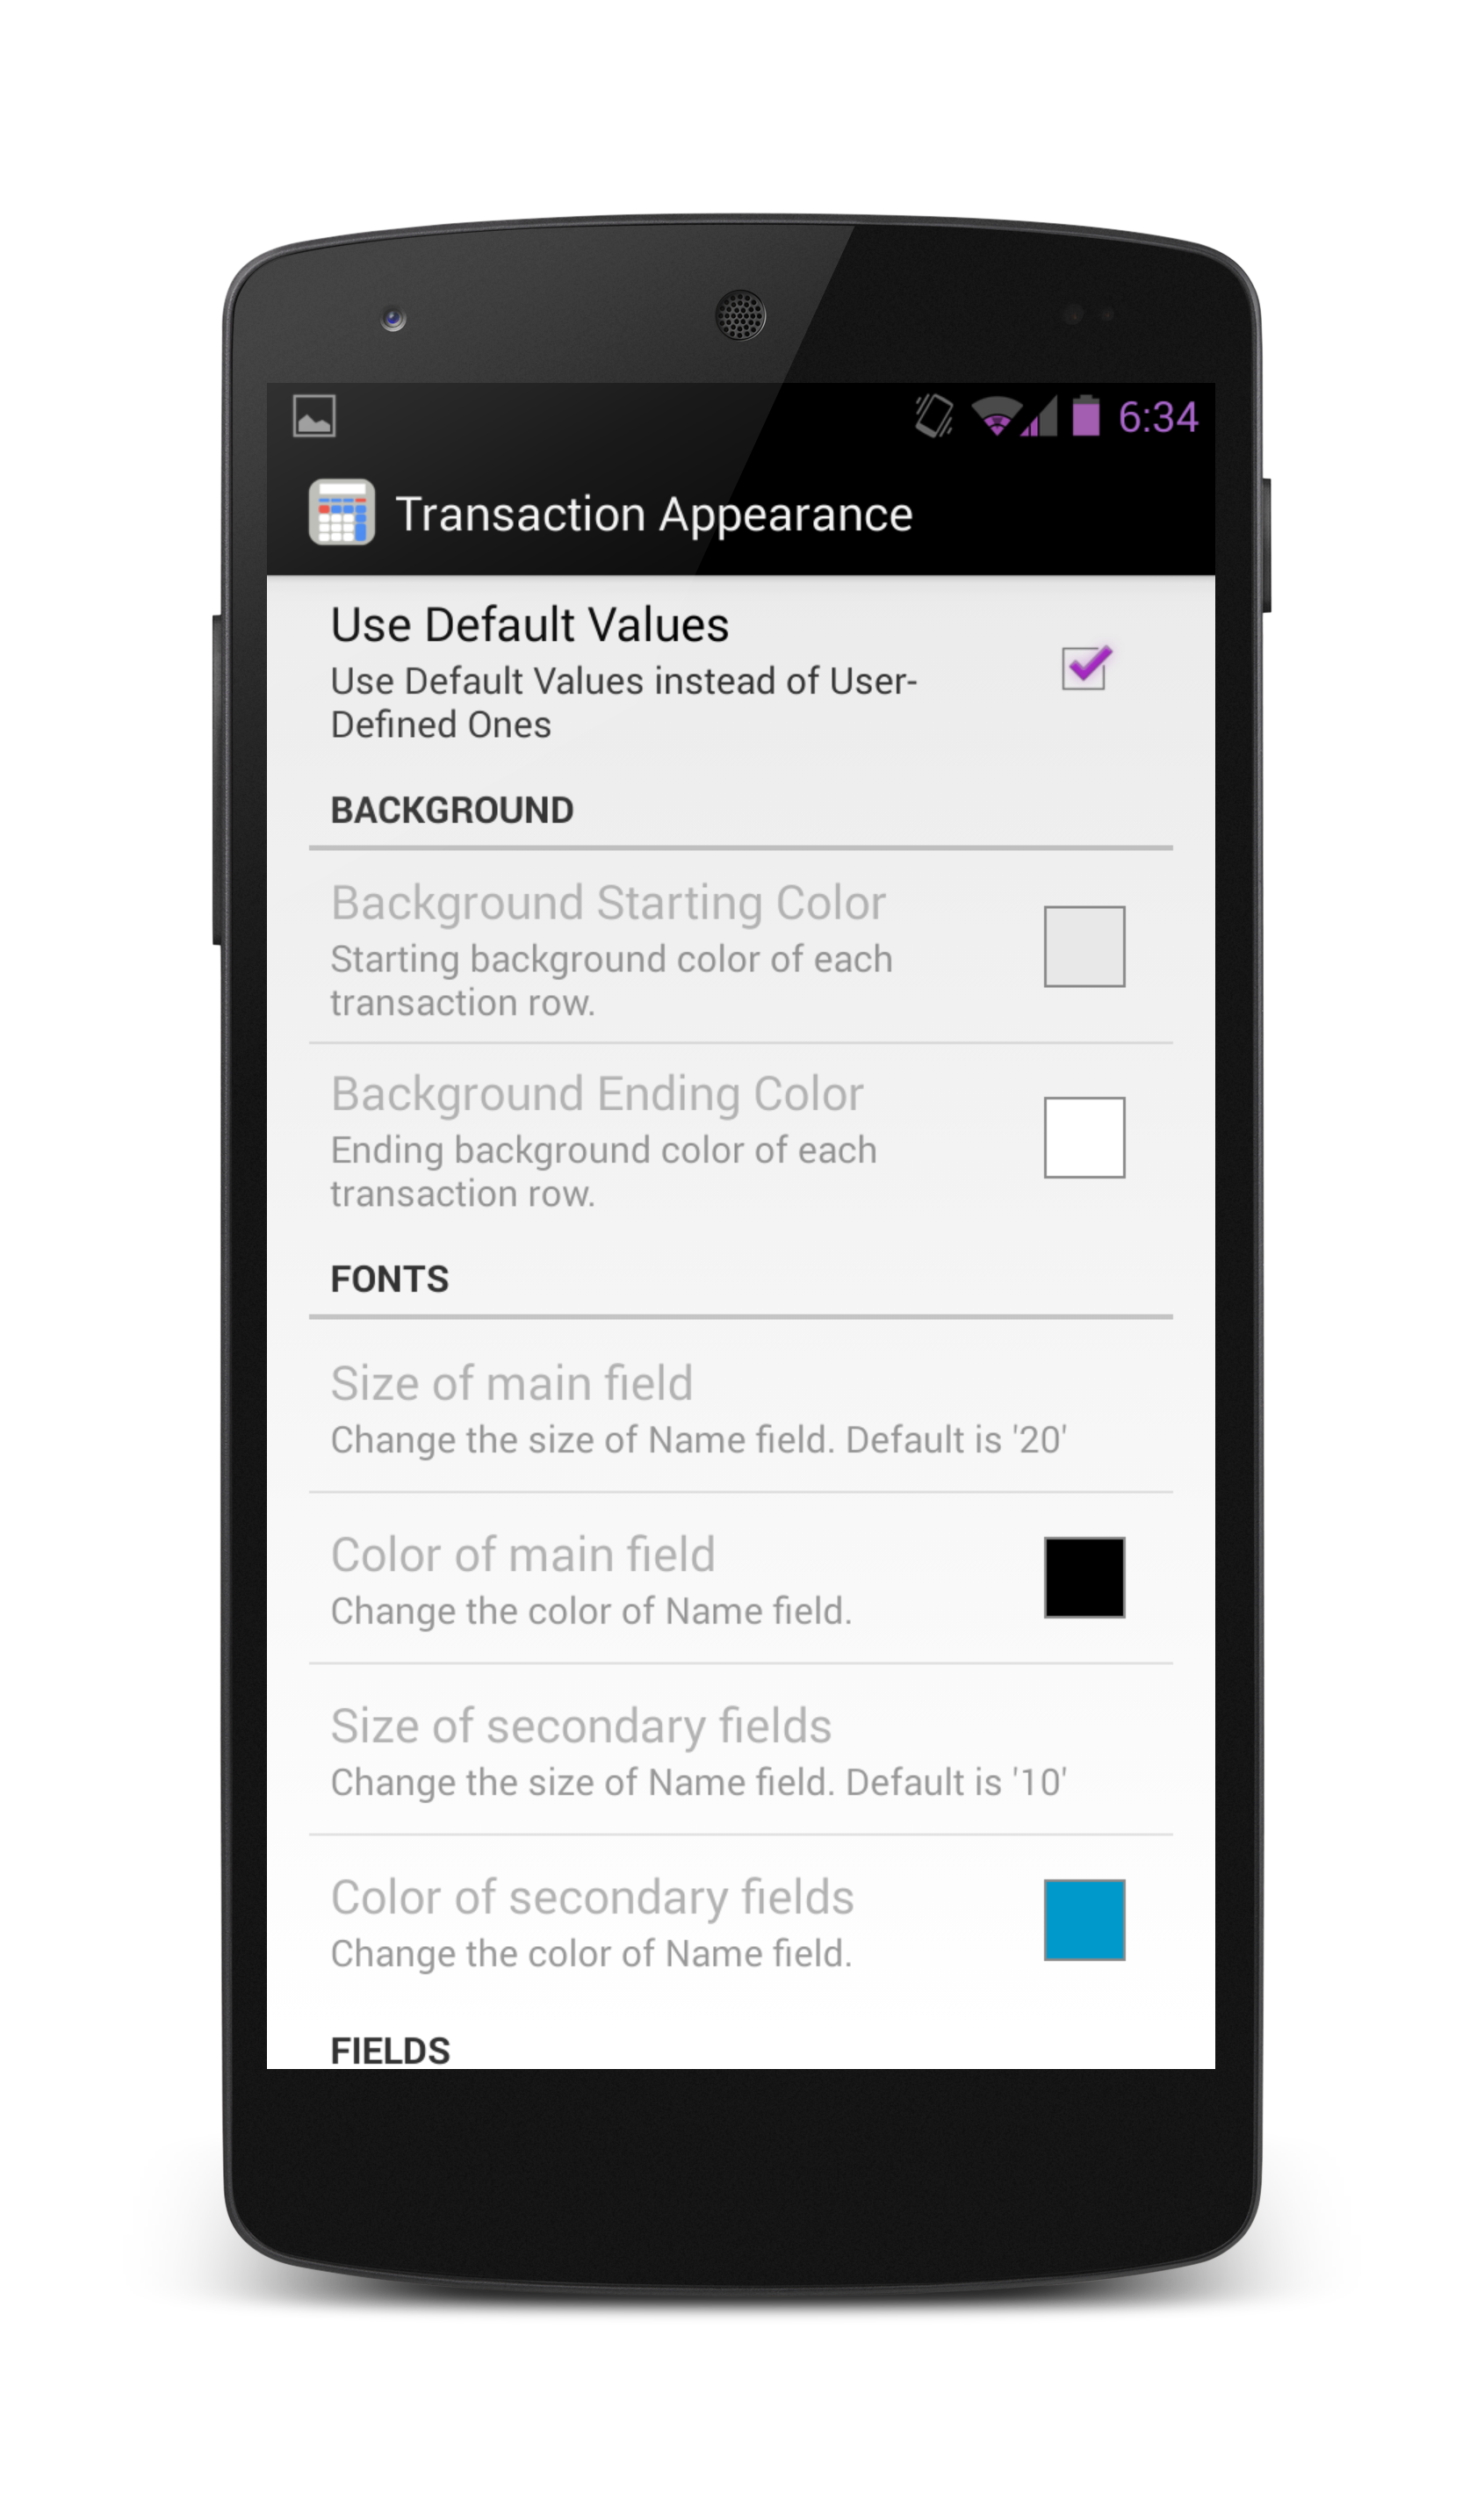 6:34
Transaction Appearance
Use Default Values
Use Default Values instead of User-
Defined Ones
BACKGROUND
Background Starting Color
Starting background color of each
transaction row.
Background Ending Color
Ending background color of each
transaction row.
FONTS
Size of main field
Change the size of Name field. Default is '20'
Color of main field
Change the color of Name field.
Size of secondary fields
Change the size of Name field. Default is '10'
Color of secondary fields
Change the color of Name field.
FIELDS